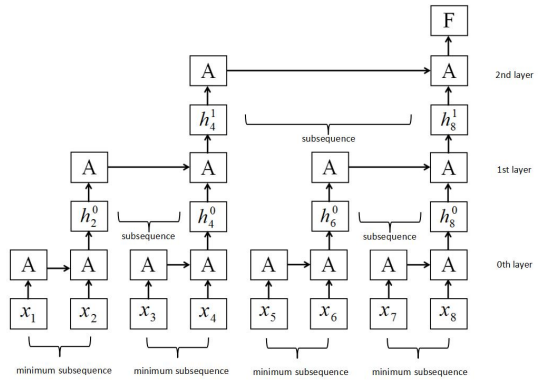 F
A A 2nd layer
h_4^1 h_8^1
subsequence
A A A A 1st layer
h_2^0 h_4^0 h_6^0 h_8^0
subsequence subsequence
A A A A A A A A 0th layer
x_1 x_2 x_3 x_4 x_5 x_6 x_7 x_8
minimum subsequence minimum subsequence minimum subsequence minimum subsequence